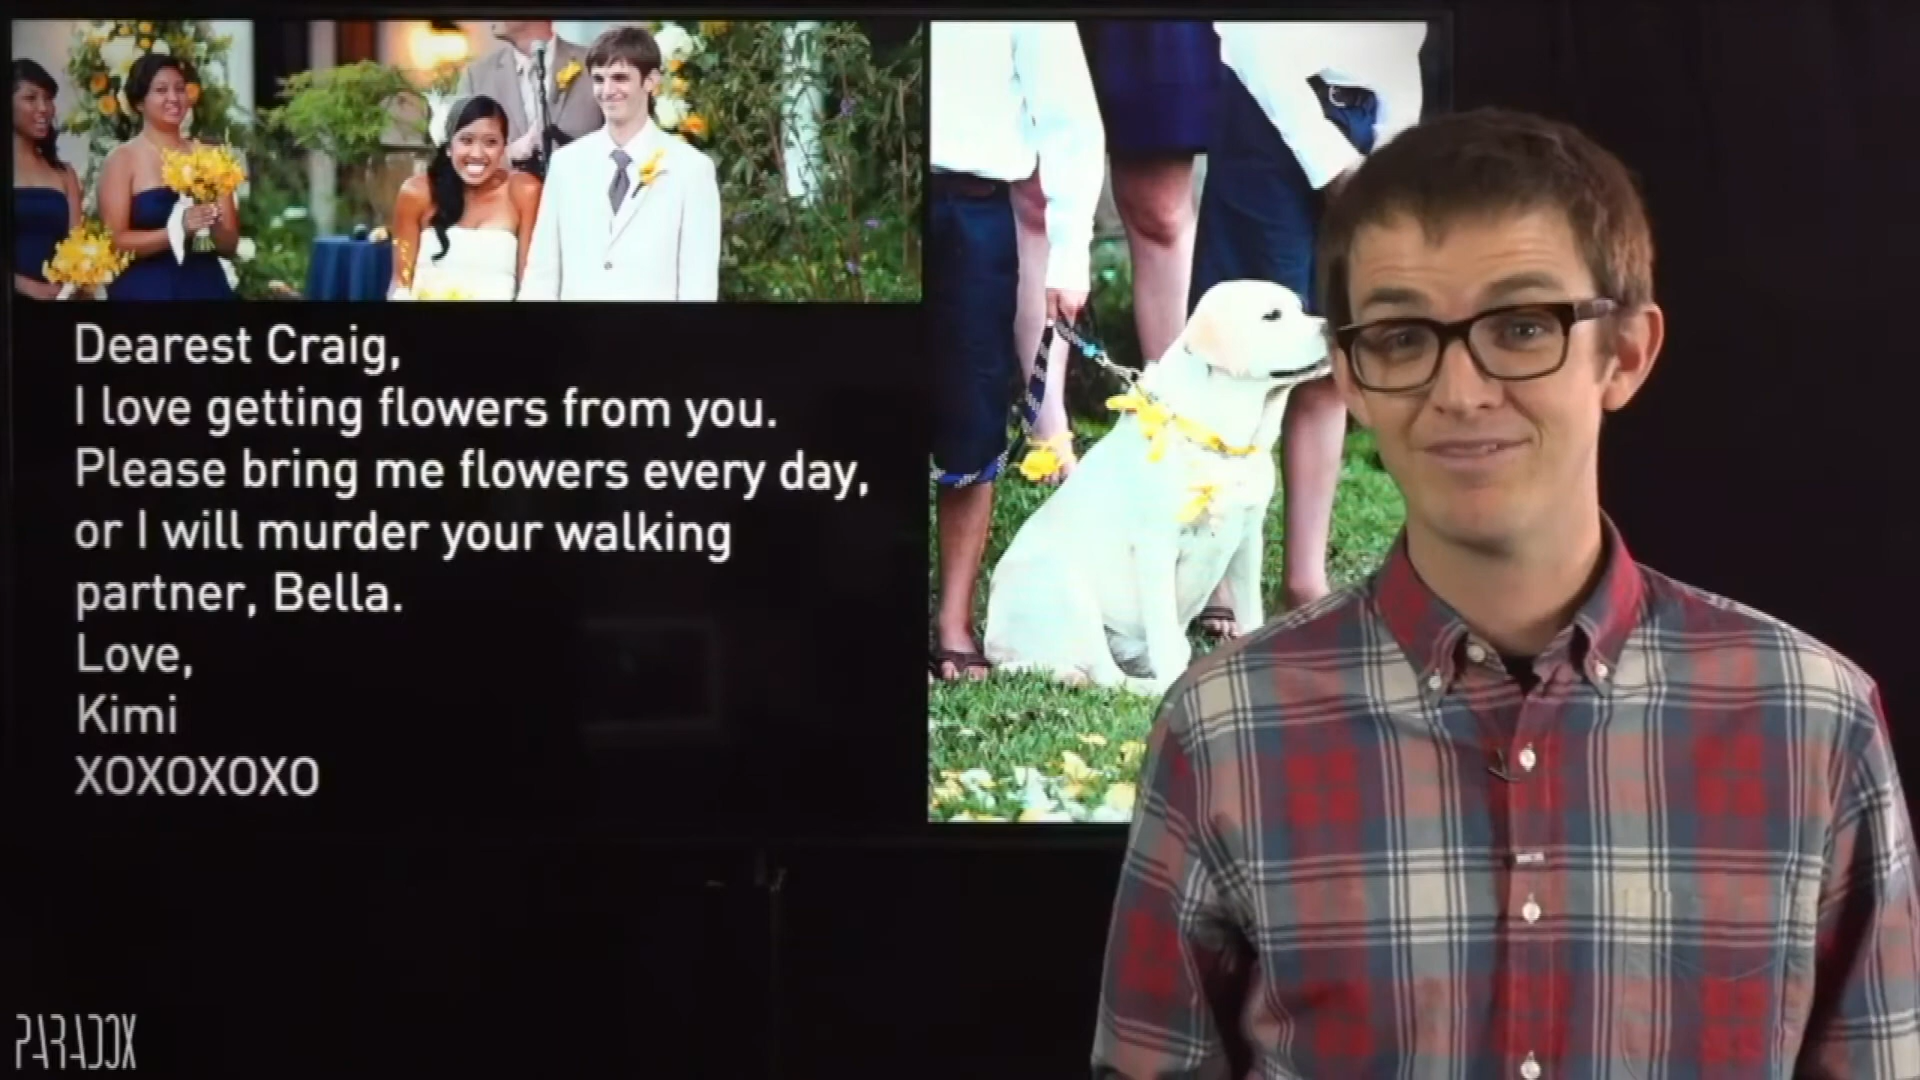 Dearest Craig,
I love getting flowers from you.
Please bring me flowers every day,
or I will murder your walking
partner, Bella.
Love,
Kimi
XOXOXOXO
PARADOX